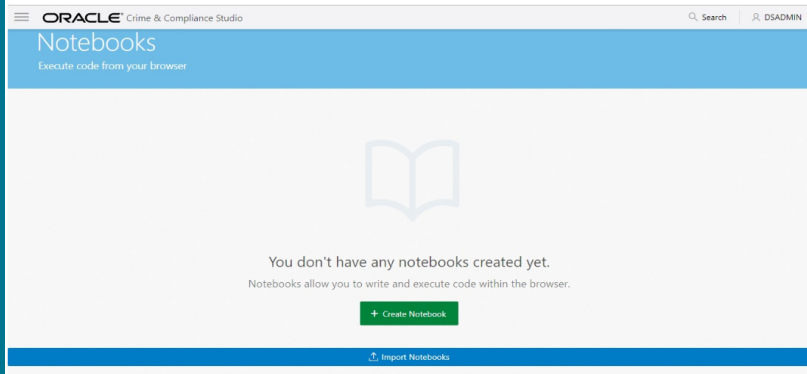 ORACLE® Crime & Compliance Studio
Search
DSADMIN
Notebooks
Execute code from your browser
You don't have any notebooks created yet.
Notebooks allow you to write and execute code within the browser.
+ Create Notebook
Import Notebooks